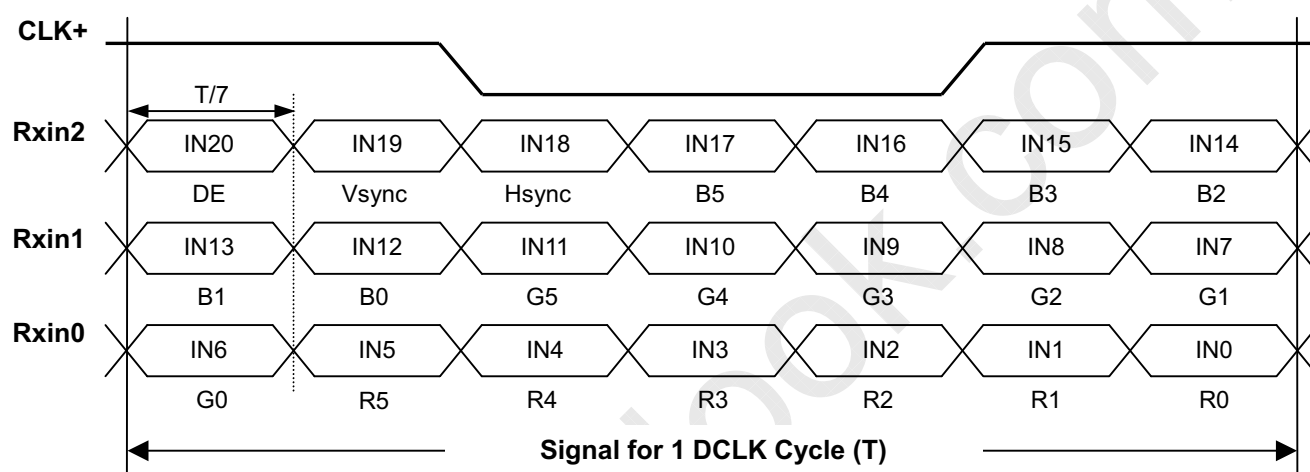 CLK+
T/7
Rxin2 IN20 IN19 IN18 IN17 IN16 IN15 IN14
DE Vsync Hsync B5 B4 B3 B2
Rxin1 IN13 IN12 IN11 IN10 IN9 IN8 IN7
B1 B0 G5 G4 G3 G2 G1
Rxin0 IN6 IN5 IN4 IN3 IN2 IN1 IN0
G0 R5 R4 R3 R2 R1 R0
Signal for 1 DCLK Cycle (T)